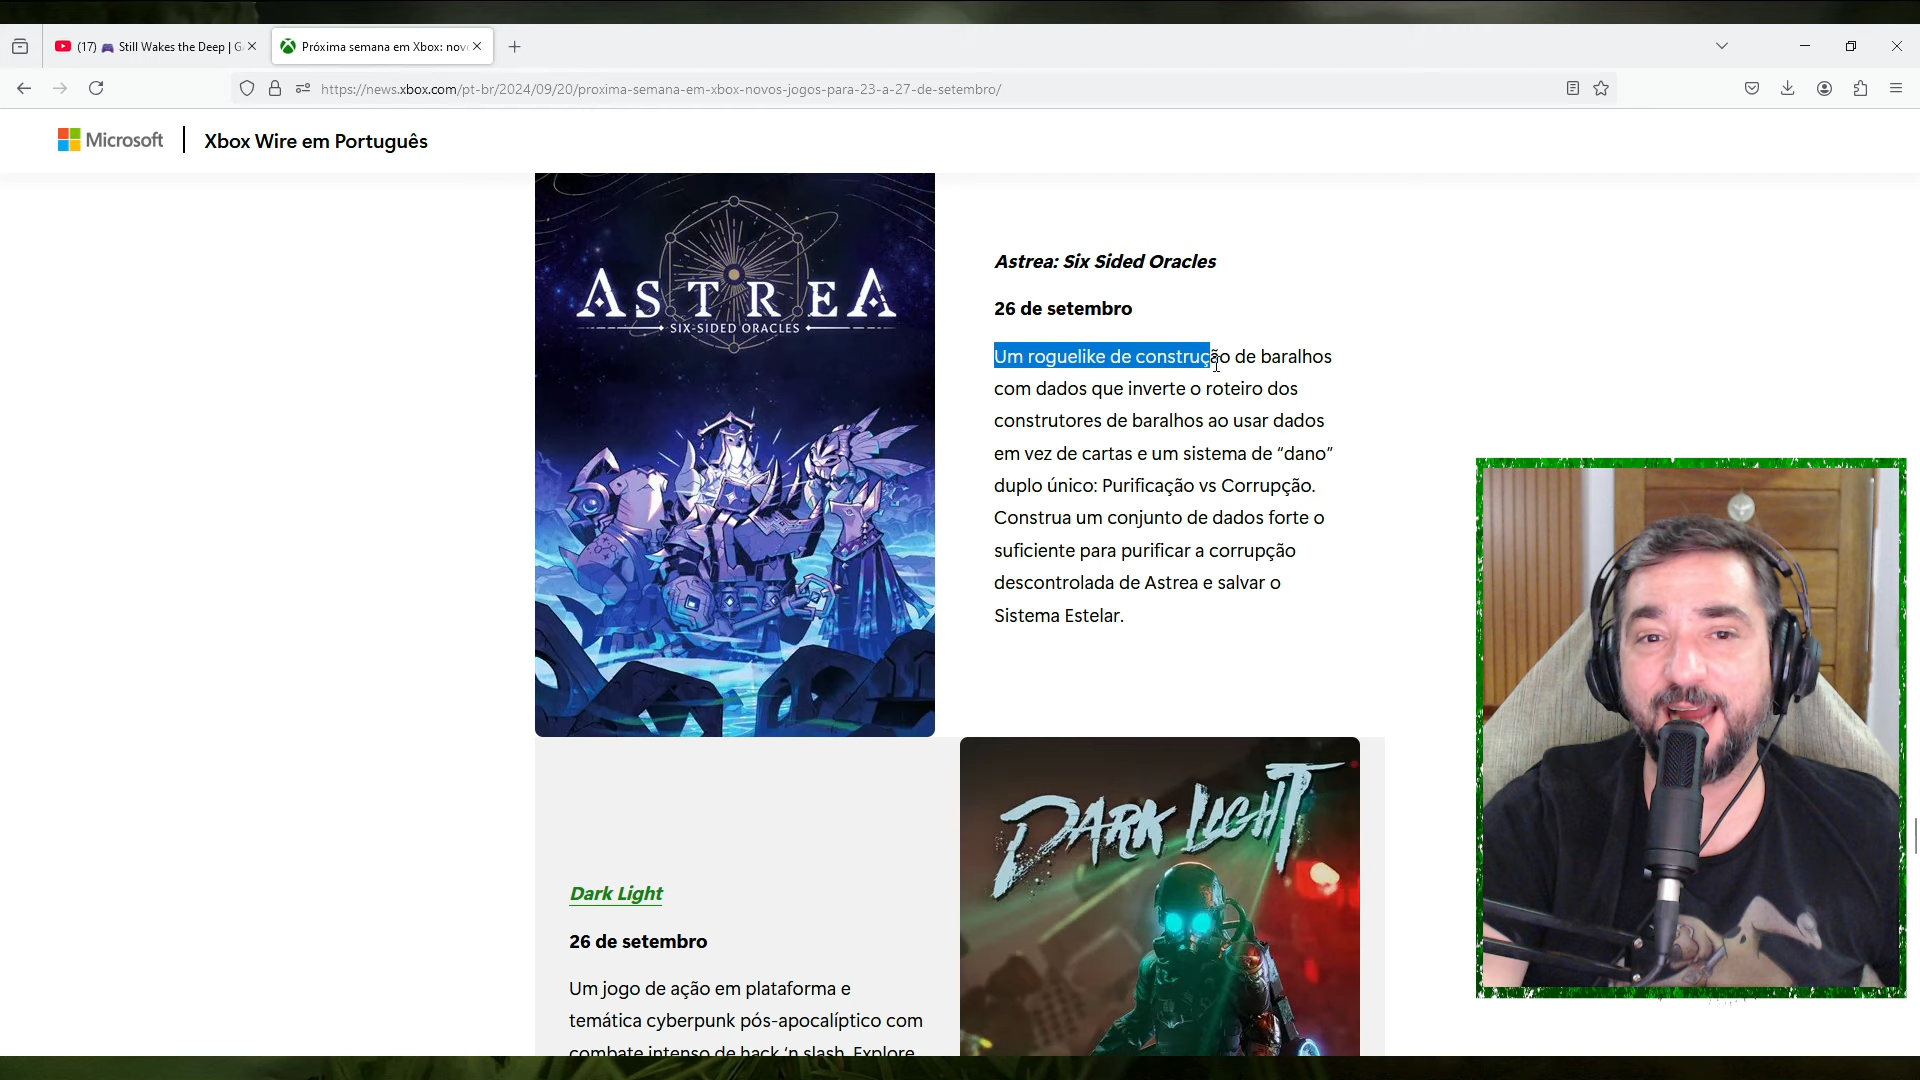 (17) 🎮 Still Wakes the Deep | G
Próxima semana em Xbox: nov
https://news.xbox.com/pt-br/2024/09/20/proxima-semana-em-xbox-novos-jogos-para-23-a-27-de-setembro/
Microsoft
Xbox Wire em Português
ASTREA
SIX-SIDED ORACLES
Astrea: Six Sided Oracles
26 de setembro
Um roguelike de construção de baralhos
com dados que inverte o roteiro dos
construtores de baralhos ao usar dados
em vez de cartas e um sistema de “dano”
duplo único: Purificação vs Corrupção.
Construa um conjunto de dados forte o
suficiente para purificar a corrupção
descontrolada de Astrea e salvar o
Sistema Estelar.
DARK LIGHT
Dark Light
26 de setembro
Um jogo de ação em plataforma e
temática cyberpunk pós-apocalíptico com
combate intenso de hack ‘n slash. Explore